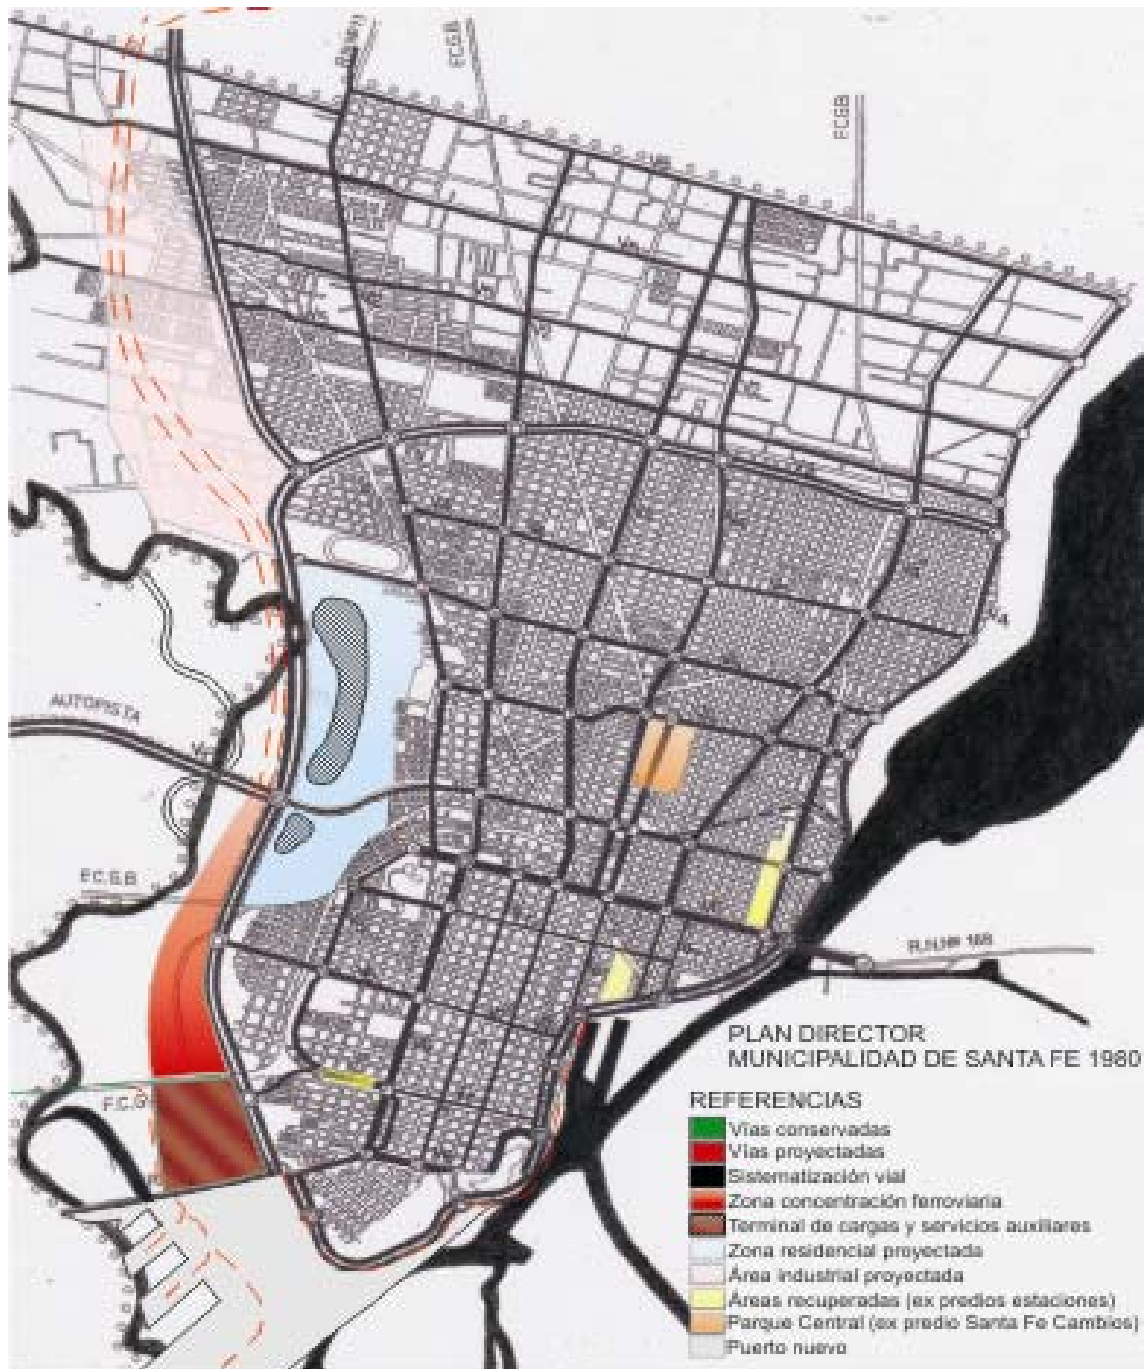 F.C.G.B
F.C.G.B
AUTOPISTA
F.C.G.B
R.N.Nº 168
F.C.G.
PLAN DIRECTOR
MUNICIPALIDAD DE SANTA FE 1980
REFERENCIAS
Vías conservadas
Vías proyectadas
Sistematización vial
Zona concentración ferroviaria
Terminal de cargas y servicios auxiliares
Zona residencial proyectada
Área industrial proyectada
Áreas recuperadas (ex predios estaciones)
Parque Central (ex predio Santa Fe Cambios)
Puerto nuevo